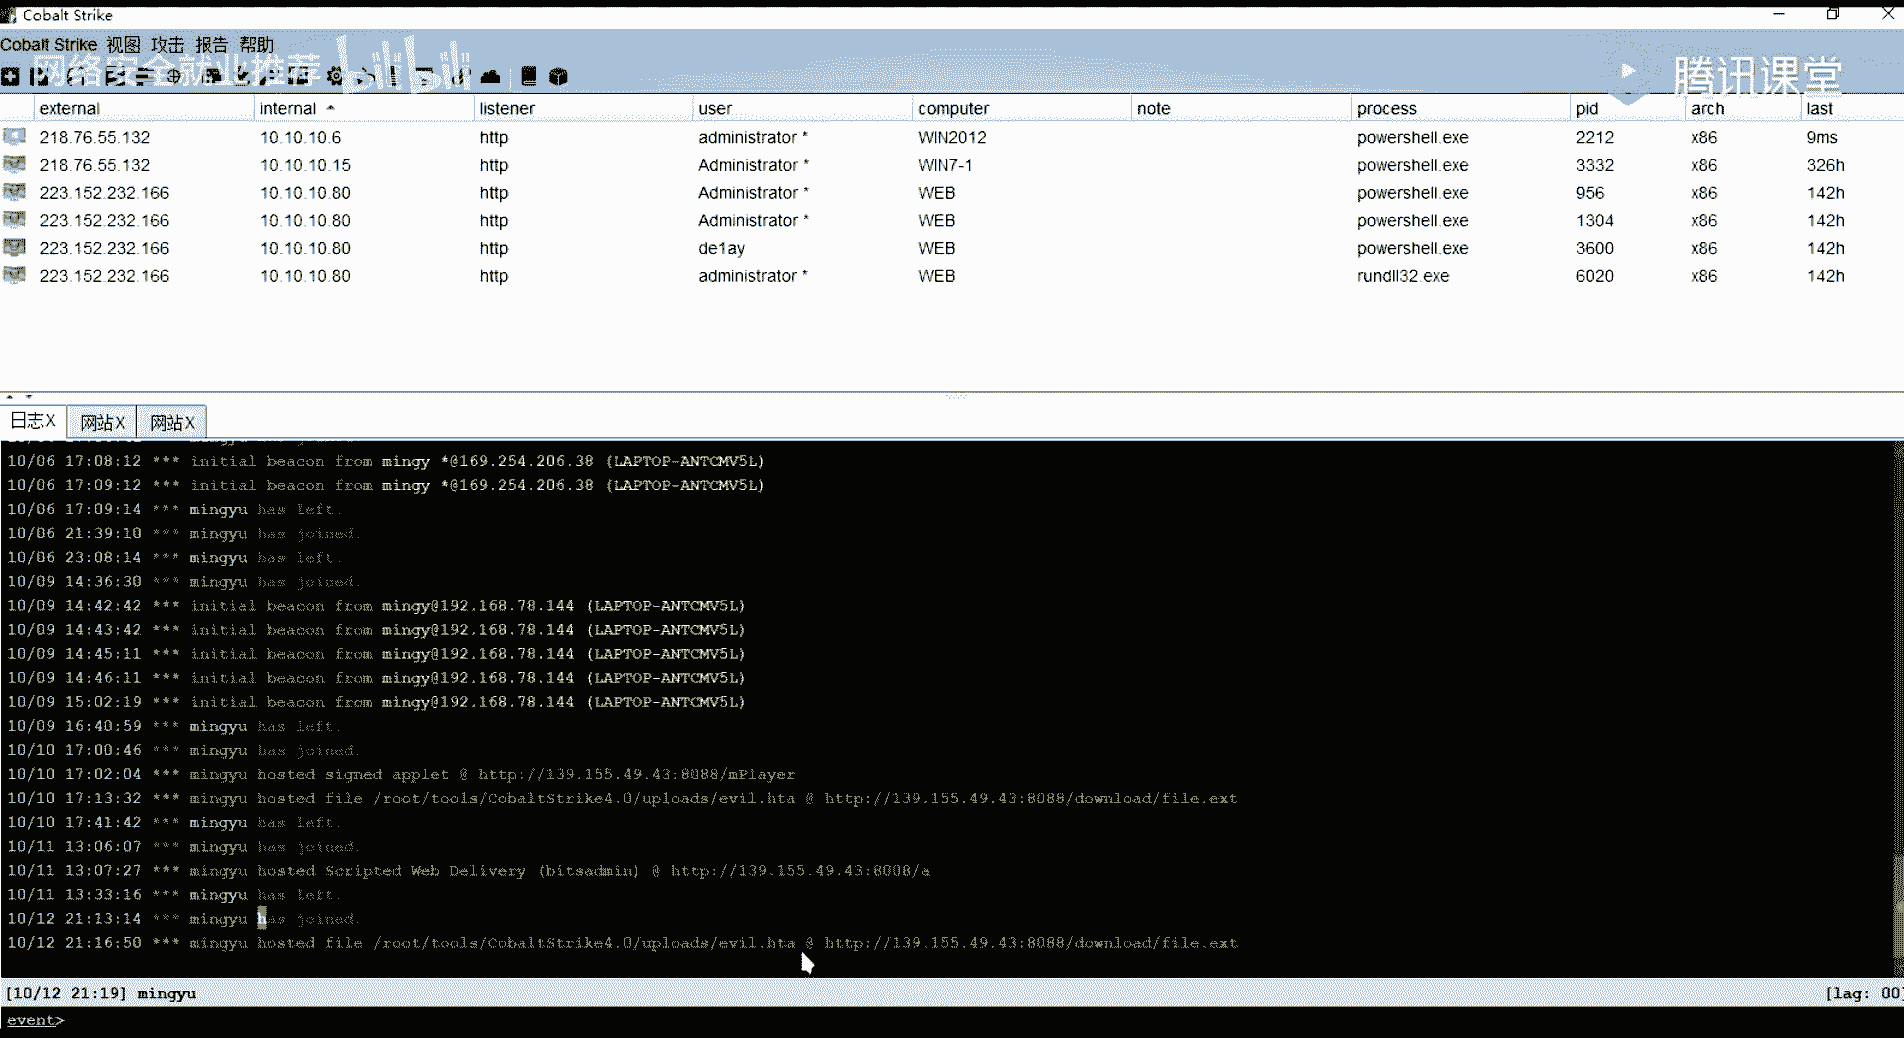 Cobalt Strike
Cobalt Strike 视图 攻击 报告 帮助
网络安全就业推荐 bilibili
腾讯课堂
external internal listener user computer note process pid arch last
218.76.55.132 10.10.10.6 http administrator * WIN2012 powershell.exe 2212 x86 9ms
218.76.55.132 10.10.10.15 http Administrator * WIN7-1 powershell.exe 3332 x86 326h
223.152.232.166 10.10.10.80 http Administrator * WEB powershell.exe 956 x86 142h
223.152.232.166 10.10.10.80 http Administrator * WEB powershell.exe 1304 x86 142h
223.152.232.166 10.10.10.80 http de1ay WEB powershell.exe 3600 x86 142h
223.152.232.166 10.10.10.80 http administrator * WEB rundll32.exe 6020 x86 142h
日志X 网站X 网站X
10/06 17:08:12 *** initial beacon from mingy *@169.254.206.38 (LAPTOP-ANTCMV5L)
10/06 17:09:12 *** initial beacon from mingy *@169.254.206.38 (LAPTOP-ANTCMV5L)
10/06 17:09:14 *** mingyu has left.
10/06 21:39:10 *** mingyu has joined.
10/06 23:08:14 *** mingyu has left.
10/09 14:36:30 *** mingyu has joined.
10/09 14:42:42 *** initial beacon from mingy@192.168.78.144 (LAPTOP-ANTCMV5L)
10/09 14:43:42 *** initial beacon from mingy@192.168.78.144 (LAPTOP-ANTCMV5L)
10/09 14:45:11 *** initial beacon from mingy@192.168.78.144 (LAPTOP-ANTCMV5L)
10/09 14:46:11 *** initial beacon from mingy@192.168.78.144 (LAPTOP-ANTCMV5L)
10/09 15:02:19 *** initial beacon from mingy@192.168.78.144 (LAPTOP-ANTCMV5L)
10/09 16:40:59 *** mingyu has left.
10/10 17:00:46 *** mingyu has joined.
10/10 17:02:04 *** mingyu hosted signed applet @ http://139.155.49.43:8088/mPlayer
10/10 17:13:32 *** mingyu hosted file /root/tools/CobaltStrike4.0/uploads/evil.hta @ http://139.155.49.43:8088/download/file.ext
10/10 17:41:42 *** mingyu has left.
10/11 13:06:07 *** mingyu has joined.
10/11 13:07:27 *** mingyu hosted Scripted Web Delivery (bitsadmin) @ http://139.155.49.43:8008/a
10/11 13:33:16 *** mingyu has left.
10/12 21:13:14 *** mingyu has joined.
10/12 21:16:50 *** mingyu hosted file /root/tools/CobaltStrike4.0/uploads/evil.hta @ http://139.155.49.43:8088/download/file.ext
[10/12 21:19] mingyu [lag: 00]
event>